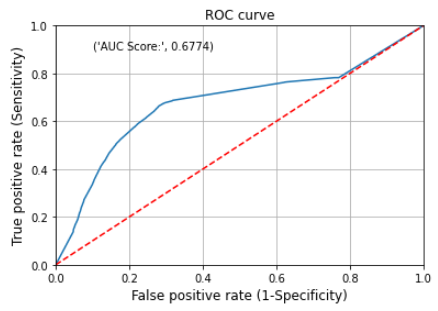 ROC curve
('AUC Score:', 0.6774)
1.0
0.8
0.6
0.4
0.2
0.0
True positive rate (Sensitivity)
0.0 0.2 0.4 0.6 0.8 1.0
False positive rate (1-Specificity)